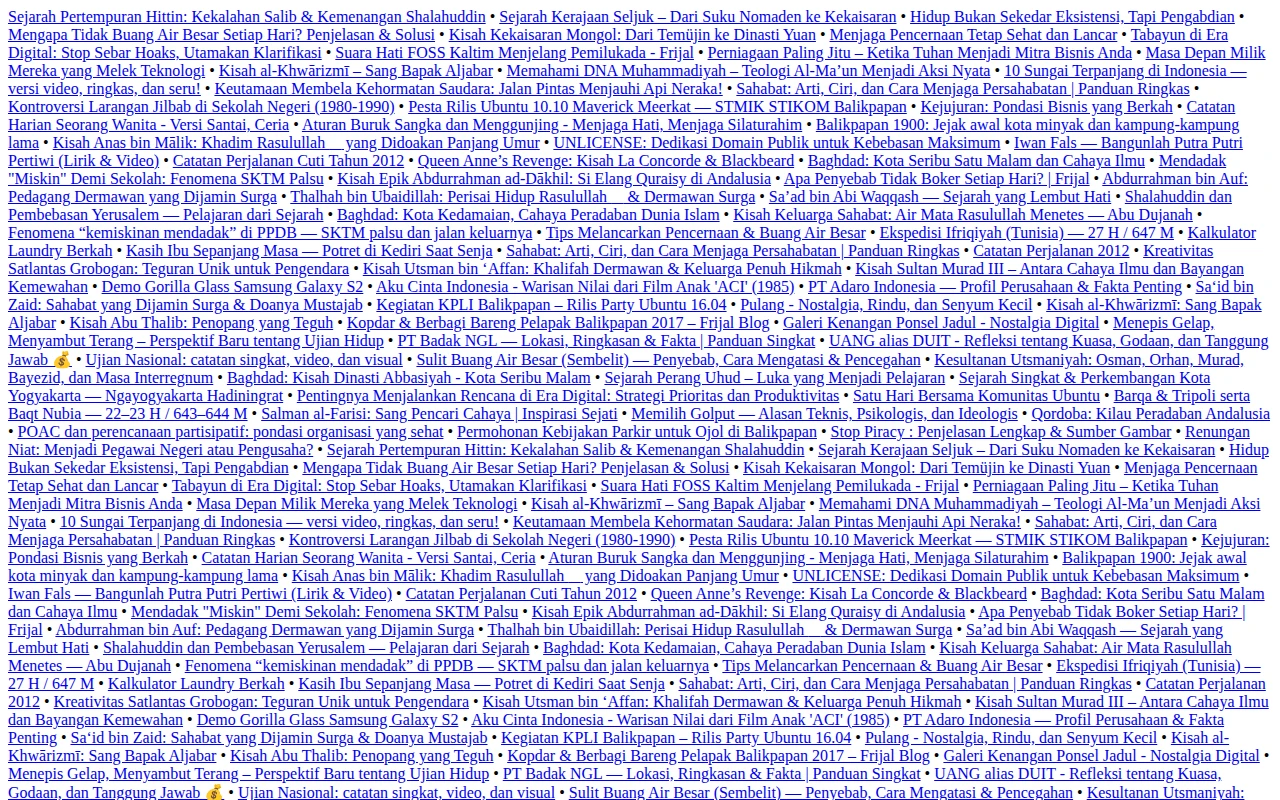 Sejarah Pertempuran Hittin: Kekalahan Salib & Kemenangan Shalahuddin • Sejarah Kerajaan Seljuk – Dari Suku Nomaden ke Kekaisaran • Hidup Bukan Sekedar Eksistensi, Tapi Pengabdian •
Mengapa Tidak Buang Air Besar Setiap Hari? Penjelasan & Solusi • Kisah Kekaisaran Mongol: Dari Temüjin ke Dinasti Yuan • Menjaga Pencernaan Tetap Sehat dan Lancar • Tabayun di Era
Digital: Stop Sebar Hoaks, Utamakan Klarifikasi • Suara Hati FOSS Kaltim Menjelang Pemilukada - Frijal • Perniagaan Paling Jitu – Ketika Tuhan Menjadi Mitra Bisnis Anda • Masa Depan Milik
Mereka yang Melek Teknologi • Kisah al-Khwārizmī – Sang Bapak Aljabar • Memahami DNA Muhammadiyah – Teologi Al-Ma’un Menjadi Aksi Nyata • 10 Sungai Terpanjang di Indonesia —
versi video, ringkas, dan seru! • Keutamaan Membela Kehormatan Saudara: Jalan Pintas Menjauhi Api Neraka! • Sahabat: Arti, Ciri, dan Cara Menjaga Persahabatan | Panduan Ringkas •
Kontroversi Larangan Jilbab di Sekolah Negeri (1980-1990) • Pesta Rilis Ubuntu 10.10 Maverick Meerkat — STMIK STIKOM Balikpapan • Kejujuran: Pondasi Bisnis yang Berkah • Catatan
Harian Seorang Wanita - Versi Santai, Ceria • Aturan Buruk Sangka dan Menggunjing - Menjaga Hati, Menjaga Silaturahim • Balikpapan 1900: Jejak awal kota minyak dan kampung-kampung
lama • Kisah Anas bin Mālik: Khadim Rasulullah yang Didoakan Panjang Umur • UNLICENSE: Dedikasi Domain Publik untuk Kebebasan Maksimum • Iwan Fals — Bangunlah Putra Putri
Pertiwi (Lirik & Video) • Catatan Perjalanan Cuti Tahun 2012 • Queen Anne’s Revenge: Kisah La Concorde & Blackbeard • Baghdad: Kota Seribu Satu Malam dan Cahaya Ilmu • Mendadak
"Miskin" Demi Sekolah: Fenomena SKTM Palsu • Kisah Epik Abdurrahman ad-Dākhil: Si Elang Quraisy di Andalusia • Apa Penyebab Tidak Boker Setiap Hari? | Frijal • Abdurrahman bin Auf:
Pedagang Dermawan yang Dijamin Surga • Thalhah bin Ubaidillah: Perisai Hidup Rasulullah & Dermawan Surga • Sa’ad bin Abi Waqqash — Sejarah yang Lembut Hati • Shalahuddin dan
Pembebasan Yerusalem — Pelajaran dari Sejarah • Baghdad: Kota Kedamaian, Cahaya Peradaban Dunia Islam • Kisah Keluarga Sahabat: Air Mata Rasulullah Menetes — Abu Dujanah •
Fenomena “kemiskinan mendadak” di PPDB — SKTM palsu dan jalan keluarnya • Tips Melancarkan Pencernaan & Buang Air Besar • Ekspedisi Ifriqiyah (Tunisia) — 27 H / 647 M • Kalkulator
Laundry Berkah • Kasih Ibu Sepanjang Masa — Potret di Kediri Saat Senja • Sahabat: Arti, Ciri, dan Cara Menjaga Persahabatan | Panduan Ringkas • Catatan Perjalanan 2012 • Kreativitas
Satlantas Grobogan: Teguran Unik untuk Pengendara • Kisah Utsman bin ‘Affan: Khalifah Dermawan & Keluarga Penuh Hikmah • Kisah Sultan Murad III – Antara Cahaya Ilmu dan Bayangan
Kemewahan • Demo Gorilla Glass Samsung Galaxy S2 • Aku Cinta Indonesia - Warisan Nilai dari Film Anak 'ACI' (1985) • PT Adaro Indonesia — Profil Perusahaan & Fakta Penting • Sa‘id bin
Zaid: Sahabat yang Dijamin Surga & Doanya Mustajab • Kegiatan KPLI Balikpapan – Rilis Party Ubuntu 16.04 • Pulang - Nostalgia, Rindu, dan Senyum Kecil • Kisah al-Khwārizmī: Sang Bapak
Aljabar • Kisah Abu Thalib: Penopang yang Teguh • Kopdar & Berbagi Bareng Pelapak Balikpapan 2017 – Frijal Blog • Galeri Kenangan Ponsel Jadul - Nostalgia Digital • Menepis Gelap,
Menyambut Terang – Perspektif Baru tentang Ujian Hidup • PT Badak NGL — Lokasi, Ringkasan & Fakta | Panduan Singkat • UANG alias DUIT - Refleksi tentang Kuasa, Godaan, dan Tanggung
Jawab 💰 • Ujian Nasional: catatan singkat, video, dan visual • Sulit Buang Air Besar (Sembelit) — Penyebab, Cara Mengatasi & Pencegahan • Kesultanan Utsmaniyah: Osman, Orhan, Murad,
Bayezid, dan Masa Interregnum • Baghdad: Kisah Dinasti Abbasiyah - Kota Seribu Malam • Sejarah Perang Uhud – Luka yang Menjadi Pelajaran • Sejarah Singkat & Perkembangan Kota
Yogyakarta — Ngayogyakarta Hadiningrat • Pentingnya Menjalankan Rencana di Era Digital: Strategi Prioritas dan Produktivitas • Satu Hari Bersama Komunitas Ubuntu • Barqa & Tripoli serta
Baqt Nubia — 22–23 H / 643–644 M • Salman al-Farisi: Sang Pencari Cahaya | Inspirasi Sejati • Memilih Golput — Alasan Teknis, Psikologis, dan Ideologis • Qordoba: Kilau Peradaban Andalusia
• POAC dan perencanaan partisipatif: pondasi organisasi yang sehat • Permohonan Kebijakan Parkir untuk Ojol di Balikpapan • Stop Piracy : Penjelasan Lengkap & Sumber Gambar • Renungan
Niat: Menjadi Pegawai Negeri atau Pengusaha? • Sejarah Pertempuran Hittin: Kekalahan Salib & Kemenangan Shalahuddin • Sejarah Kerajaan Seljuk – Dari Suku Nomaden ke Kekaisaran • Hidup
Bukan Sekedar Eksistensi, Tapi Pengabdian • Mengapa Tidak Buang Air Besar Setiap Hari? Penjelasan & Solusi • Kisah Kekaisaran Mongol: Dari Temüjin ke Dinasti Yuan • Menjaga Pencernaan
Tetap Sehat dan Lancar • Tabayun di Era Digital: Stop Sebar Hoaks, Utamakan Klarifikasi • Suara Hati FOSS Kaltim Menjelang Pemilukada - Frijal • Perniagaan Paling Jitu – Ketika Tuhan
Menjadi Mitra Bisnis Anda • Masa Depan Milik Mereka yang Melek Teknologi • Kisah al-Khwārizmī – Sang Bapak Aljabar • Memahami DNA Muhammadiyah – Teologi Al-Ma’un Menjadi Aksi
Nyata • 10 Sungai Terpanjang di Indonesia — versi video, ringkas, dan seru! • Keutamaan Membela Kehormatan Saudara: Jalan Pintas Menjauhi Api Neraka! • Sahabat: Arti, Ciri, dan Cara
Menjaga Persahabatan | Panduan Ringkas • Kontroversi Larangan Jilbab di Sekolah Negeri (1980-1990) • Pesta Rilis Ubuntu 10.10 Maverick Meerkat — STMIK STIKOM Balikpapan • Kejujuran:
Pondasi Bisnis yang Berkah • Catatan Harian Seorang Wanita - Versi Santai, Ceria • Aturan Buruk Sangka dan Menggunjing - Menjaga Hati, Menjaga Silaturahim • Balikpapan 1900: Jejak awal
kota minyak dan kampung-kampung lama • Kisah Anas bin Mālik: Khadim Rasulullah yang Didoakan Panjang Umur • UNLICENSE: Dedikasi Domain Publik untuk Kebebasan Maksimum •
Iwan Fals — Bangunlah Putra Putri Pertiwi (Lirik & Video) • Catatan Perjalanan Cuti Tahun 2012 • Queen Anne’s Revenge: Kisah La Concorde & Blackbeard • Baghdad: Kota Seribu Satu Malam
dan Cahaya Ilmu • Mendadak "Miskin" Demi Sekolah: Fenomena SKTM Palsu • Kisah Epik Abdurrahman ad-Dākhil: Si Elang Quraisy di Andalusia • Apa Penyebab Tidak Boker Setiap Hari? |
Frijal • Abdurrahman bin Auf: Pedagang Dermawan yang Dijamin Surga • Thalhah bin Ubaidillah: Perisai Hidup Rasulullah & Dermawan Surga • Sa’ad bin Abi Waqqash — Sejarah yang
Lembut Hati • Shalahuddin dan Pembebasan Yerusalem — Pelajaran dari Sejarah • Baghdad: Kota Kedamaian, Cahaya Peradaban Dunia Islam • Kisah Keluarga Sahabat: Air Mata Rasulullah
Menetes — Abu Dujanah • Fenomena “kemiskinan mendadak” di PPDB — SKTM palsu dan jalan keluarnya • Tips Melancarkan Pencernaan & Buang Air Besar • Ekspedisi Ifriqiyah (Tunisia) —
27 H / 647 M • Kalkulator Laundry Berkah • Kasih Ibu Sepanjang Masa — Potret di Kediri Saat Senja • Sahabat: Arti, Ciri, dan Cara Menjaga Persahabatan | Panduan Ringkas • Catatan Perjalanan
2012 • Kreativitas Satlantas Grobogan: Teguran Unik untuk Pengendara • Kisah Utsman bin ‘Affan: Khalifah Dermawan & Keluarga Penuh Hikmah • Kisah Sultan Murad III – Antara Cahaya Ilmu
dan Bayangan Kemewahan • Demo Gorilla Glass Samsung Galaxy S2 • Aku Cinta Indonesia - Warisan Nilai dari Film Anak 'ACI' (1985) • PT Adaro Indonesia — Profil Perusahaan & Fakta
Penting • Sa‘id bin Zaid: Sahabat yang Dijamin Surga & Doanya Mustajab • Kegiatan KPLI Balikpapan – Rilis Party Ubuntu 16.04 • Pulang - Nostalgia, Rindu, dan Senyum Kecil • Kisah al-
Khwārizmī: Sang Bapak Aljabar • Kisah Abu Thalib: Penopang yang Teguh • Kopdar & Berbagi Bareng Pelapak Balikpapan 2017 – Frijal Blog • Galeri Kenangan Ponsel Jadul - Nostalgia Digital •
Menepis Gelap, Menyambut Terang – Perspektif Baru tentang Ujian Hidup • PT Badak NGL — Lokasi, Ringkasan & Fakta | Panduan Singkat • UANG alias DUIT - Refleksi tentang Kuasa,
Godaan, dan Tanggung Jawab 💰 • Ujian Nasional: catatan singkat, video, dan visual • Sulit Buang Air Besar (Sembelit) — Penyebab, Cara Mengatasi & Pencegahan • Kesultanan Utsmaniyah: